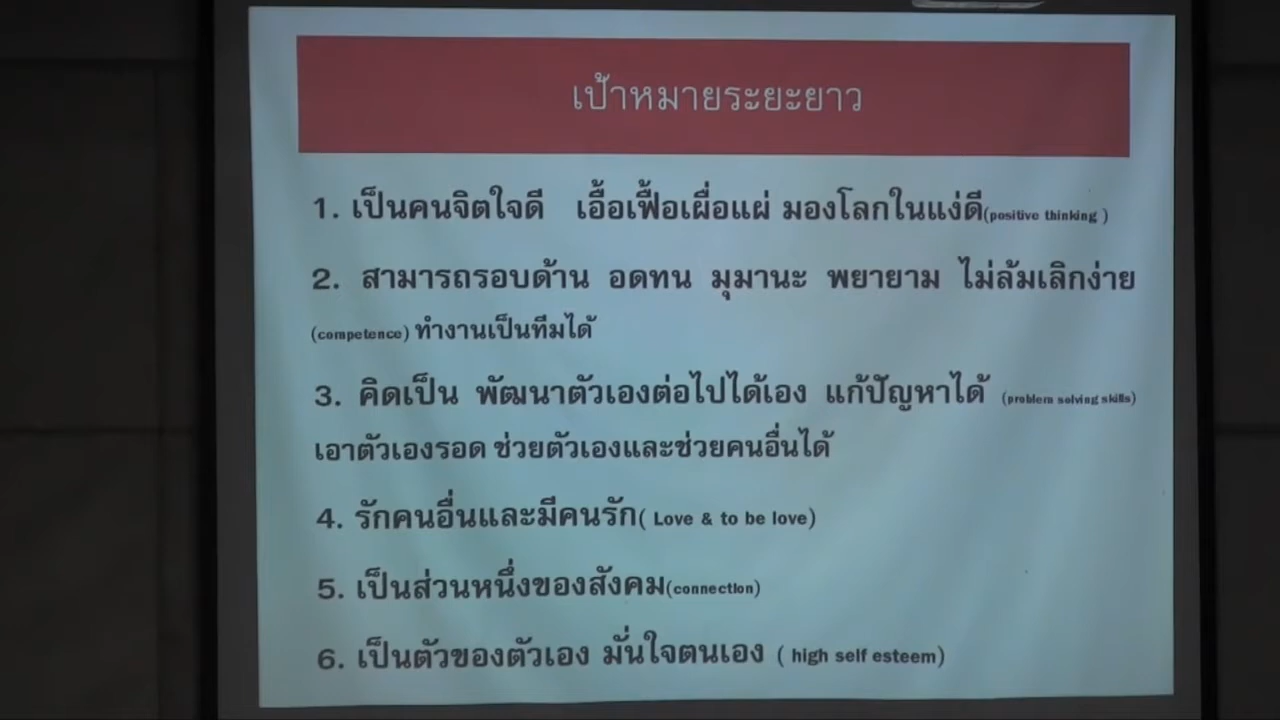 เป้าหมายระยะยาว
1. เป็นคนจิตใจดี เอื้อเฟื้อเผื่อแผ่ มองโลกในแง่ดี(positive thinking )
2. สามารถรอบด้าน อดทน มุมานะ พยายาม ไม่ล้มเลิกง่าย
(competence) ทำงานเป็นทีมได้
3. คิดเป็น พัฒนาตัวเองต่อไปได้เอง แก้ปัญหาได้ (problem solving skills)
เอาตัวเองรอด ช่วยตัวเองและช่วยคนอื่นได้
4. รักคนอื่นและมีคนรัก( Love & to be love)
5. เป็นส่วนหนึ่งของสังคม(connection)
6. เป็นตัวของตัวเอง มั่นใจตนเอง ( high self esteem)